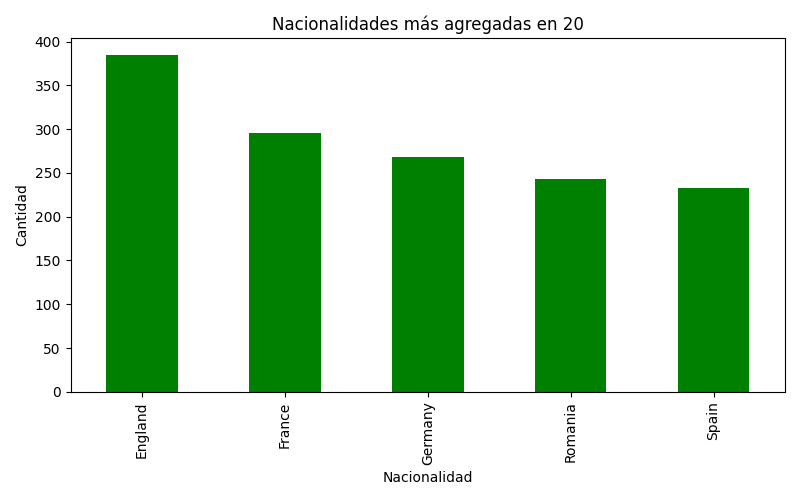 Nacionalidades más agregadas en 20
400
350
300
250
200
150
100
50
0
Cantidad
England
France
Germany
Romania
Spain
Nacionalidad